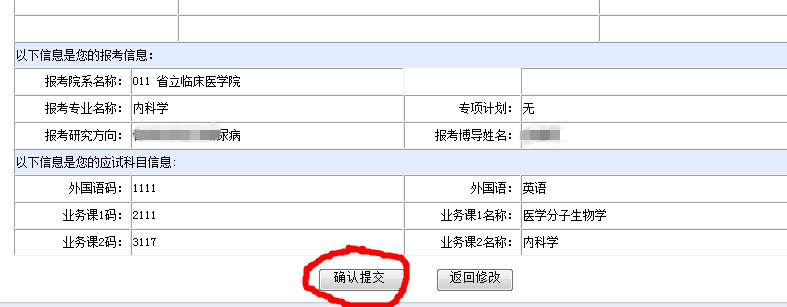 以下信息是您的报考信息：
报考院系名称： 011 省立临床医学院
报考专业名称： 内科学 专项计划： 无
报考研究方向： 尿病 报考博导姓名：
以下信息是您的应试科目信息:
外国语码： 1111 外国语： 英语
业务课1码： 2111 业务课1名称： 医学分子生物学
业务课2码： 3117 业务课2名称： 内科学
确认提交 返回修改